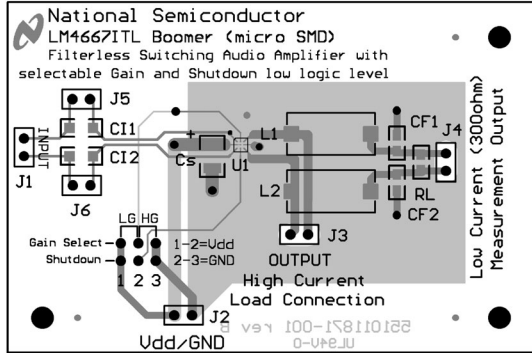 National Semiconductor
LM4667ITL Boomer (micro SMD)
Filterless Switching Audio Amplifier with
selectable Gain and Shutdown low logic level
J5
CI1
INPUT
J1
CI2
J6
+
Cs
U1
L1
L2
CF1
J4
RL
CF2
Low Current (300ohm)
Measurement Output
LG HG
Gain Select
1-2=Vdd
Shutdown
2-3=GND
1 2 3
J3
OUTPUT
High Current
Load Connection
J2
Vdd/GND
551011871-001 rev B
UL94V-0